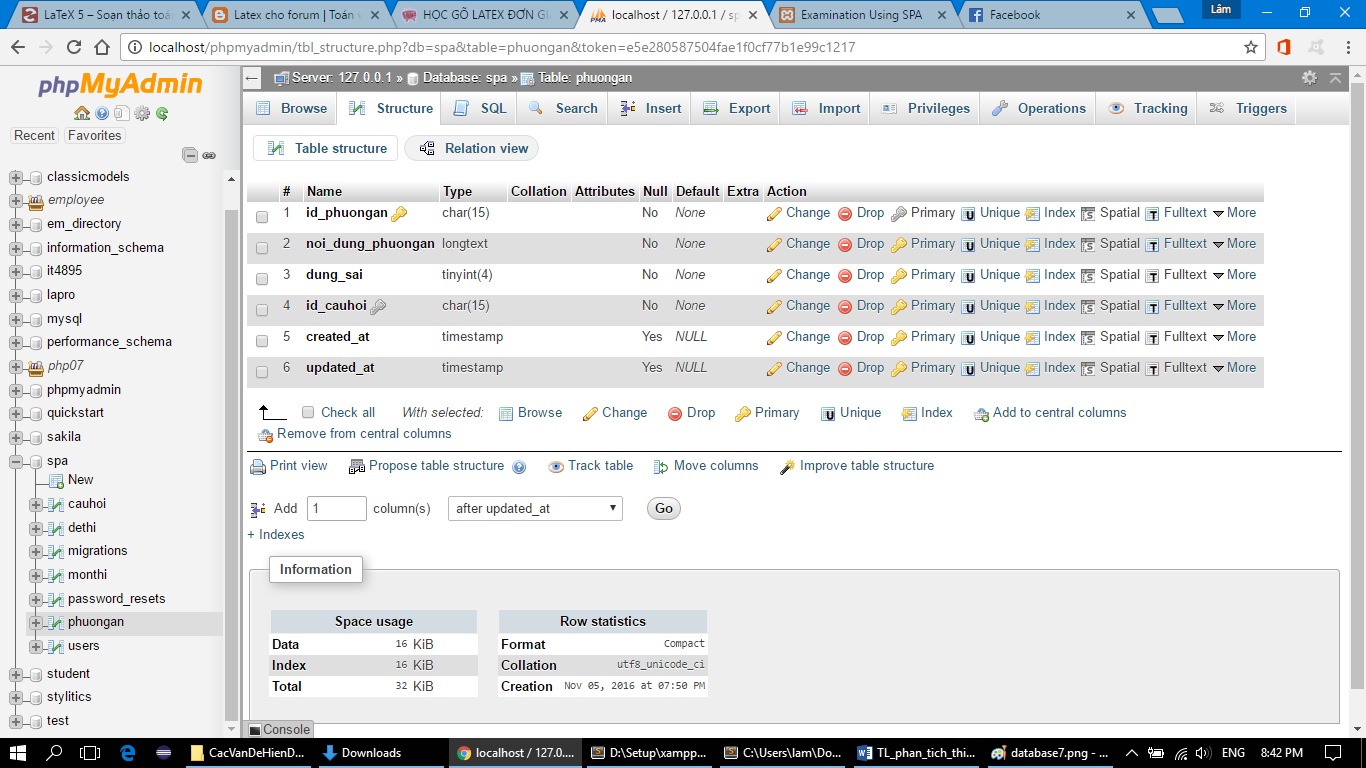 LaTeX 5 – Soạn thảo toán
Latex cho forum | Toán v
HỌC GÕ LATEX ĐƠN GI
localhost / 127.0.0.1 / sp
Examination Using SPA
Facebook
Lâm
localhost/phpmyadmin/tbl_structure.php?db=spa&table=phuongan&token=e5e280587504fae1f0cf77b1e99c1217
phpMyAdmin
Recent Favorites
classicmodels
employee
em_directory
information_schema
it4895
lapro
mysql
performance_schema
php07
phpmyadmin
quickstart
sakila
spa
New
cauhoi
dethi
migrations
monthi
password_resets
phuongan
users
student
stylitics
test
Server: 127.0.0.1 » Database: spa » Table: phuongan
Browse Structure SQL Search Insert Export Import Privileges Operations Tracking Triggers
Table structure Relation view
# Name Type Collation Attributes Null Default Extra Action
1 id_phuongan char(15) No None Change Drop Primary Unique Index Spatial Fulltext More
2 noi_dung_phuongan longtext No None Change Drop Primary Unique Index Spatial Fulltext More
3 dung_sai tinyint(4) No None Change Drop Primary Unique Index Spatial Fulltext More
4 id_cauhoi char(15) No None Change Drop Primary Unique Index Spatial Fulltext More
5 created_at timestamp Yes NULL Change Drop Primary Unique Index Spatial Fulltext More
6 updated_at timestamp Yes NULL Change Drop Primary Unique Index Spatial Fulltext More
Check all With selected: Browse Change Drop Primary Unique Index Add to central columns
Remove from central columns
Print view Propose table structure Track table Move columns Improve table structure
Add 1 column(s) after updated_at Go
+ Indexes
Information
Space usage
Data 16 KiB
Index 16 KiB
Total 32 KiB
Row statistics
Format Compact
Collation utf8_unicode_ci
Creation Nov 05, 2016 at 07:50 PM
Console
CacVanDeHienD...
Downloads
localhost / 127.0....
D:\Setup\xampp...
C:\Users\lam\Do...
TL_phan_tich_thi...
database7.png - ...
ENG
8:42 PM